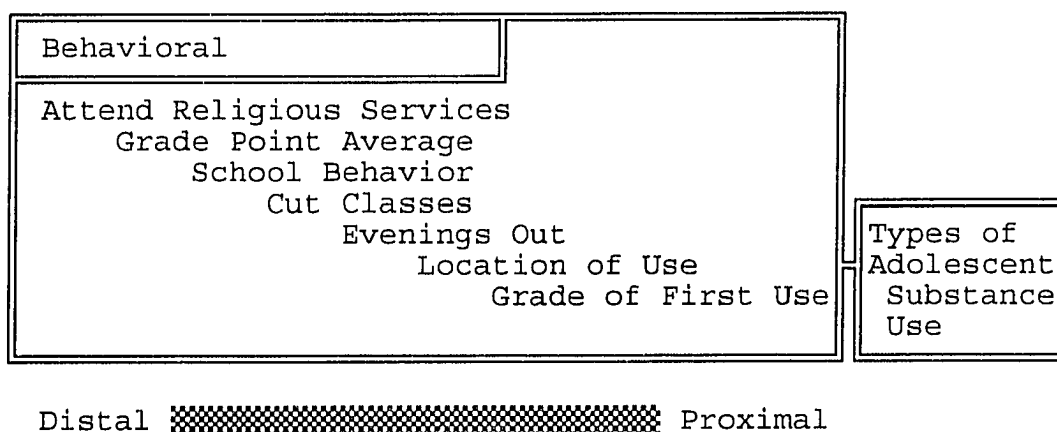 Behavioral
Attend Religious Services
Grade Point Average
School Behavior
Cut Classes
Evenings Out
Location of Use
Grade of First Use
Types of
Adolescent
Substance
Use
Distal Proximal